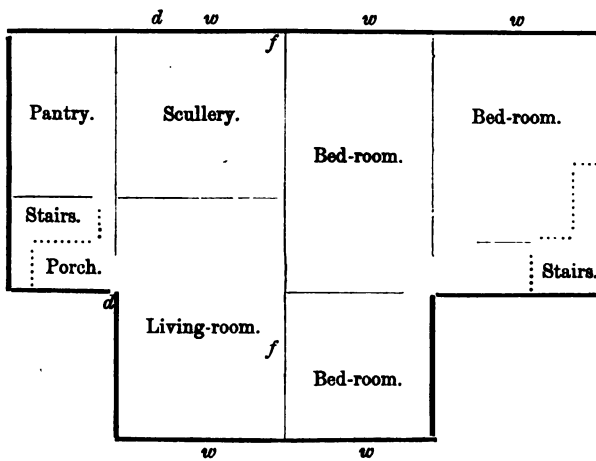 d w w w
f
Pantry. Scullery. Bed-room.
Bed-room.
Stairs.
Porch. Stairs.
d
Living-room.
f
Bed-room.
w w